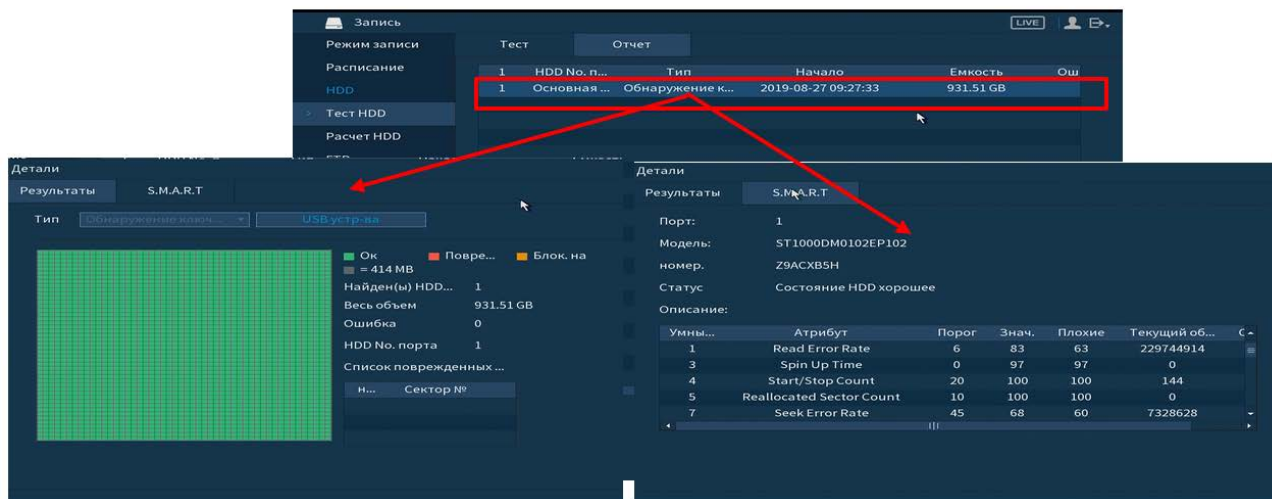 Запись
LIVE
Режим записи
Тест
Отчет
Расписание
1 HDD No. п... Тип Начало Емкость Ош
HDD
1 Основная ... Обнаружение к... 2019-08-27 09:27:33 931.51 GB
Тест HDD
Расчет HDD
Детали
Результаты
S.M.A.R.T
Тип
Обнаружение ключ...
USB устр-ва
Ок
Повре...
Блок. на
= 414 MB
Найден(ы) HDD... 1
Весь объем 931.51 GB
Ошибка 0
HDD No. порта 1
Список поврежденных ...
н... Сектор №
Детали
Результаты
S.M.A.R.T
Порт: 1
Модель: ST1000DM0102EP102
номер. Z9ACXB5H
Статус Состояние HDD хорошее
Описание:
Умны... Атрибут Порог Знач. Плохие Текущий об... С
1 Read Error Rate 6 83 63 229744914
3 Spin Up Time 0 97 97 0
4 Start/Stop Count 20 100 100 144
5 Reallocated Sector Count 10 100 100 0
7 Seek Error Rate 45 68 60 7328628